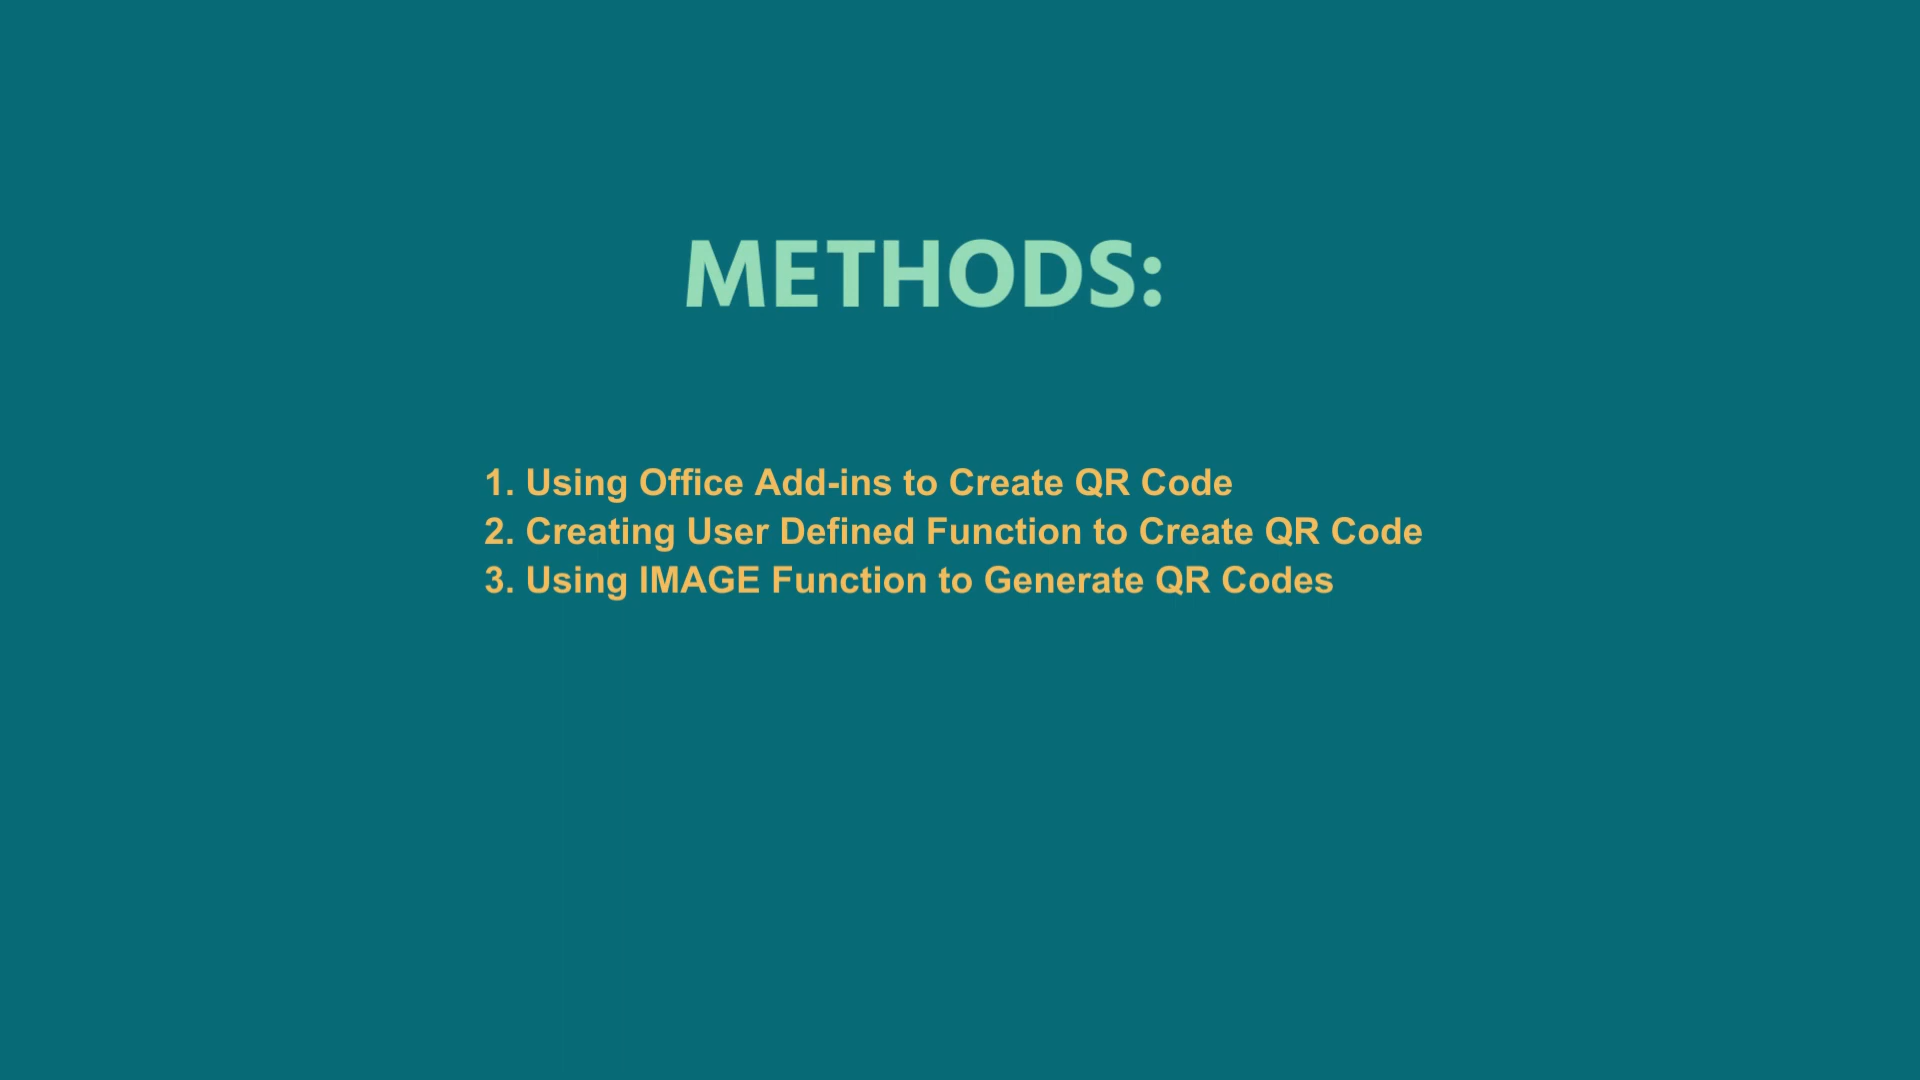 METHODS:
1. Using Office Add-ins to Create QR Code
2. Creating User Defined Function to Create QR Code
3. Using IMAGE Function to Generate QR Codes